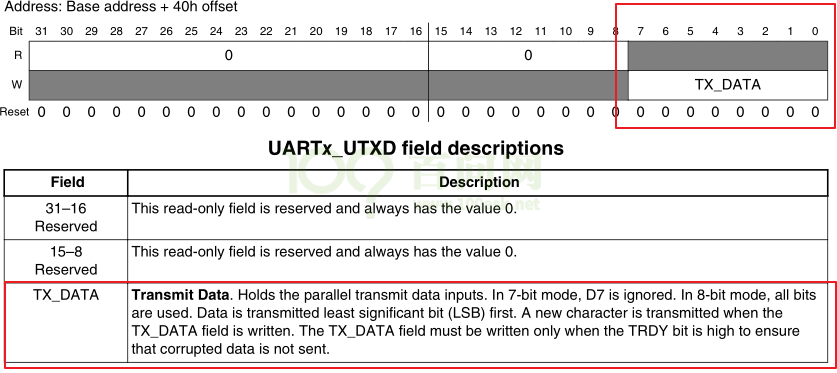 Address: Base address + 40h offset
Bit 31 30 29 28 27 26 25 24 23 22 21 20 19 18 17 16 15 14 13 12 11 10 9 8 7 6 5 4 3 2 1 0
R 0 0
W TX_DATA
Reset 0 0 0 0 0 0 0 0 0 0 0 0 0 0 0 0 0 0 0 0 0 0 0 0 0 0 0 0 0 0 0 0
UARTx_UTXD field descriptions
Field Description
31–16 This read-only field is reserved and always has the value 0.
Reserved
15–8 This read-only field is reserved and always has the value 0.
Reserved
TX_DATA Transmit Data. Holds the parallel transmit data inputs. In 7-bit mode, D7 is ignored. In 8-bit mode, all bits
are used. Data is transmitted least significant bit (LSB) first. A new character is transmitted when the
TX_DATA field is written. The TX_DATA field must be written only when the TRDY bit is high to ensure
that corrupted data is not sent.